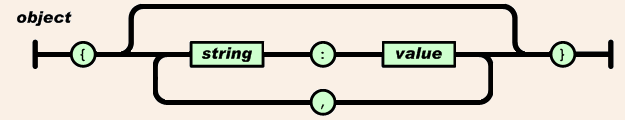 object
{ string : value }
,